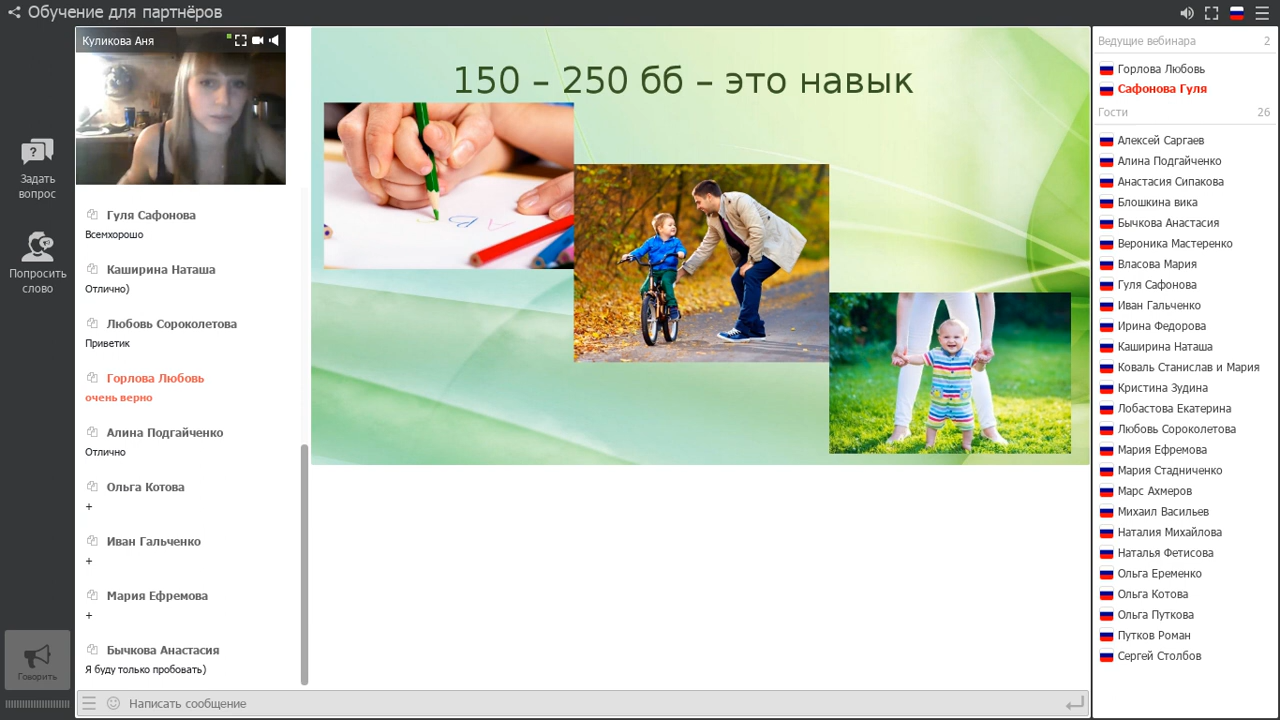 Обучение для партнёров
Куликова Аня
Задать
вопрос
Попросить
слово
Говорить
Гуля Сафонова
Всемхорошо
Каширина Наташа
Отлично)
Любовь Сороколетова
Приветик
Горлова Любовь
очень верно
Алина Подгайченко
Отлично
Ольга Котова
+
Иван Гальченко
+
Мария Ефремова
+
Бычкова Анастасия
Я буду только пробовать)
Написать сообщение
150 – 250 бб – это навык
Ведущие вебинара 2
Горлова Любовь
Сафонова Гуля
Гости 26
Алексей Саргаев
Алина Подгайченко
Анастасия Сипакова
Блошкина вика
Бычкова Анастасия
Вероника Мастеренко
Власова Мария
Гуля Сафонова
Иван Гальченко
Ирина Федорова
Каширина Наташа
Коваль Станислав и Мария
Кристина Зудина
Лобастова Екатерина
Любовь Сороколетова
Мария Ефремова
Мария Стадниченко
Марс Ахмеров
Михаил Васильев
Наталия Михайлова
Наталья Фетисова
Ольга Еременко
Ольга Котова
Ольга Путкова
Путков Роман
Сергей Столбов